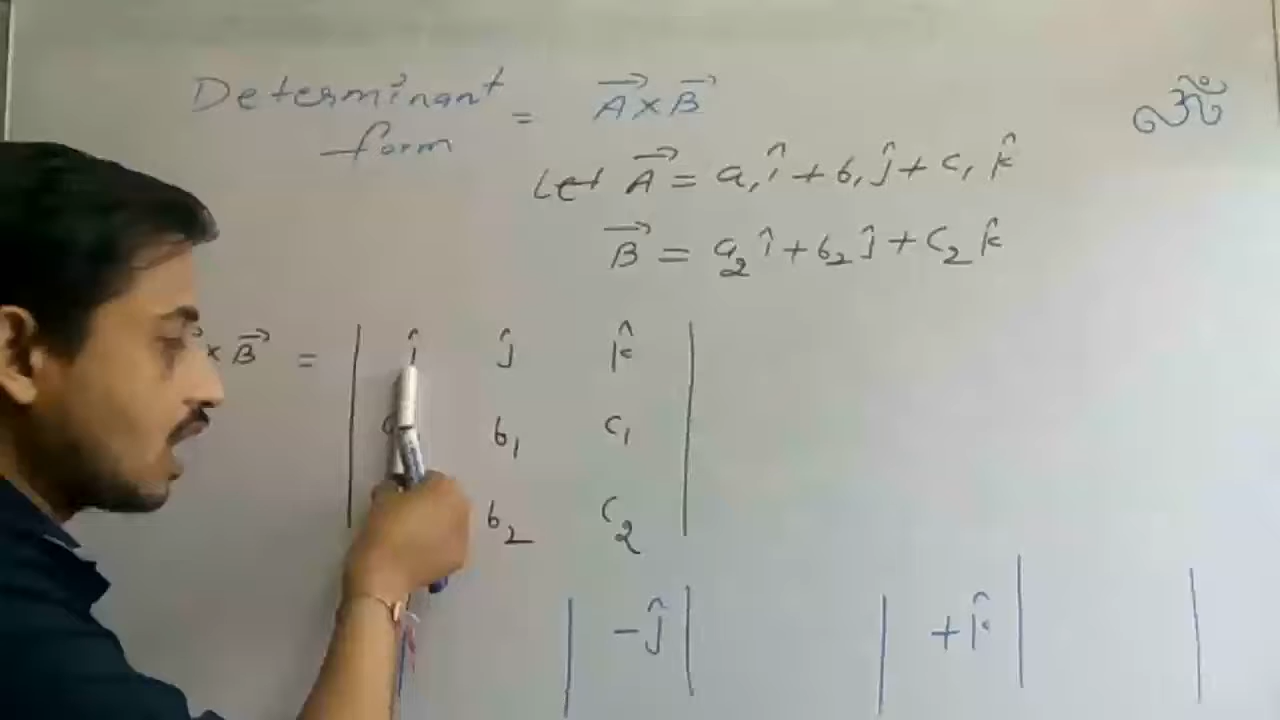 Determinant = A⃗ × B⃗
form
ॐ
Let A⃗ = a₁î + b₁ĵ + c₁k̂
B⃗ = a₂î + b₂ĵ + c₂k̂
× B⃗ = | î ĵ k̂ |
b₁ c₁
b₂ c₂
| -ĵ | | +k̂ | |